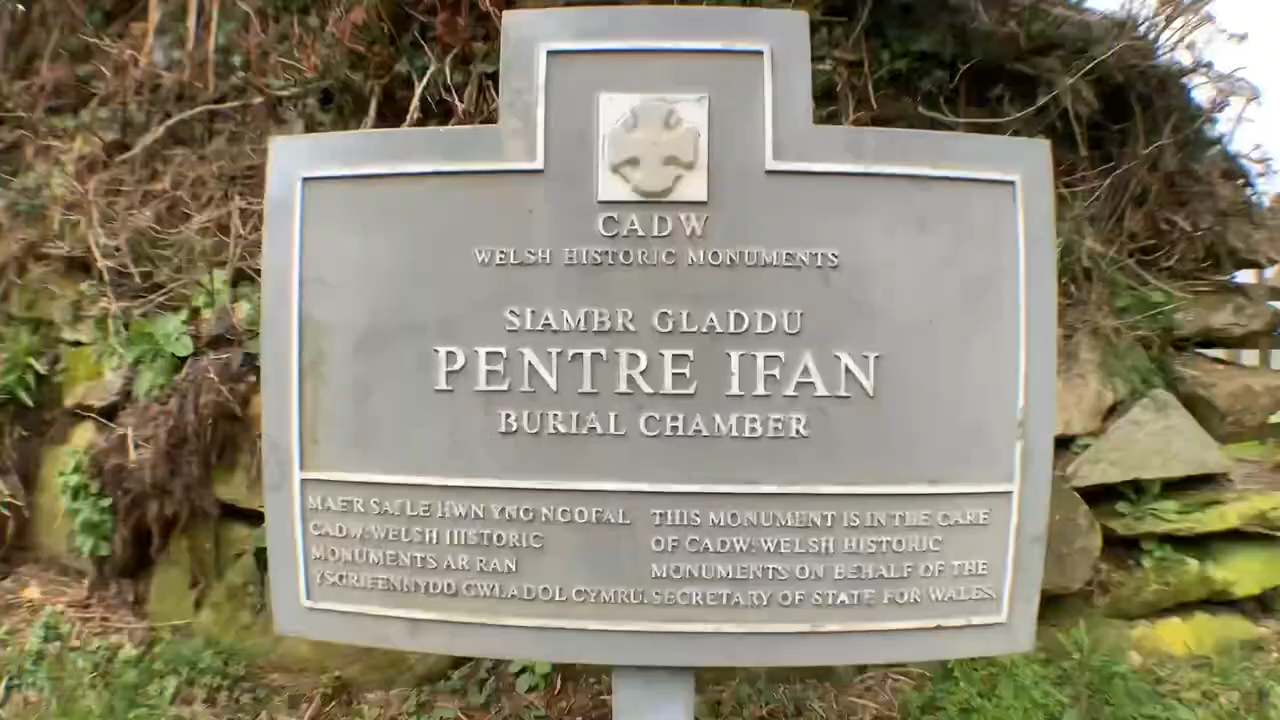 CADW
WELSH HISTORIC MONUMENTS
SIAMBR GLADDU
PENTRE IFAN
BURIAL CHAMBER
MAE'R SAFLE HWN YNG NGOFAL
CADW: WELSH HISTORIC
MONUMENTS AR RAN
YSGRIFENNYDD GWLADOL CYMRU.
THIS MONUMENT IS IN THE CARE
OF CADW: WELSH HISTORIC
MONUMENTS ON BEHALF OF THE
SECRETARY OF STATE FOR WALES